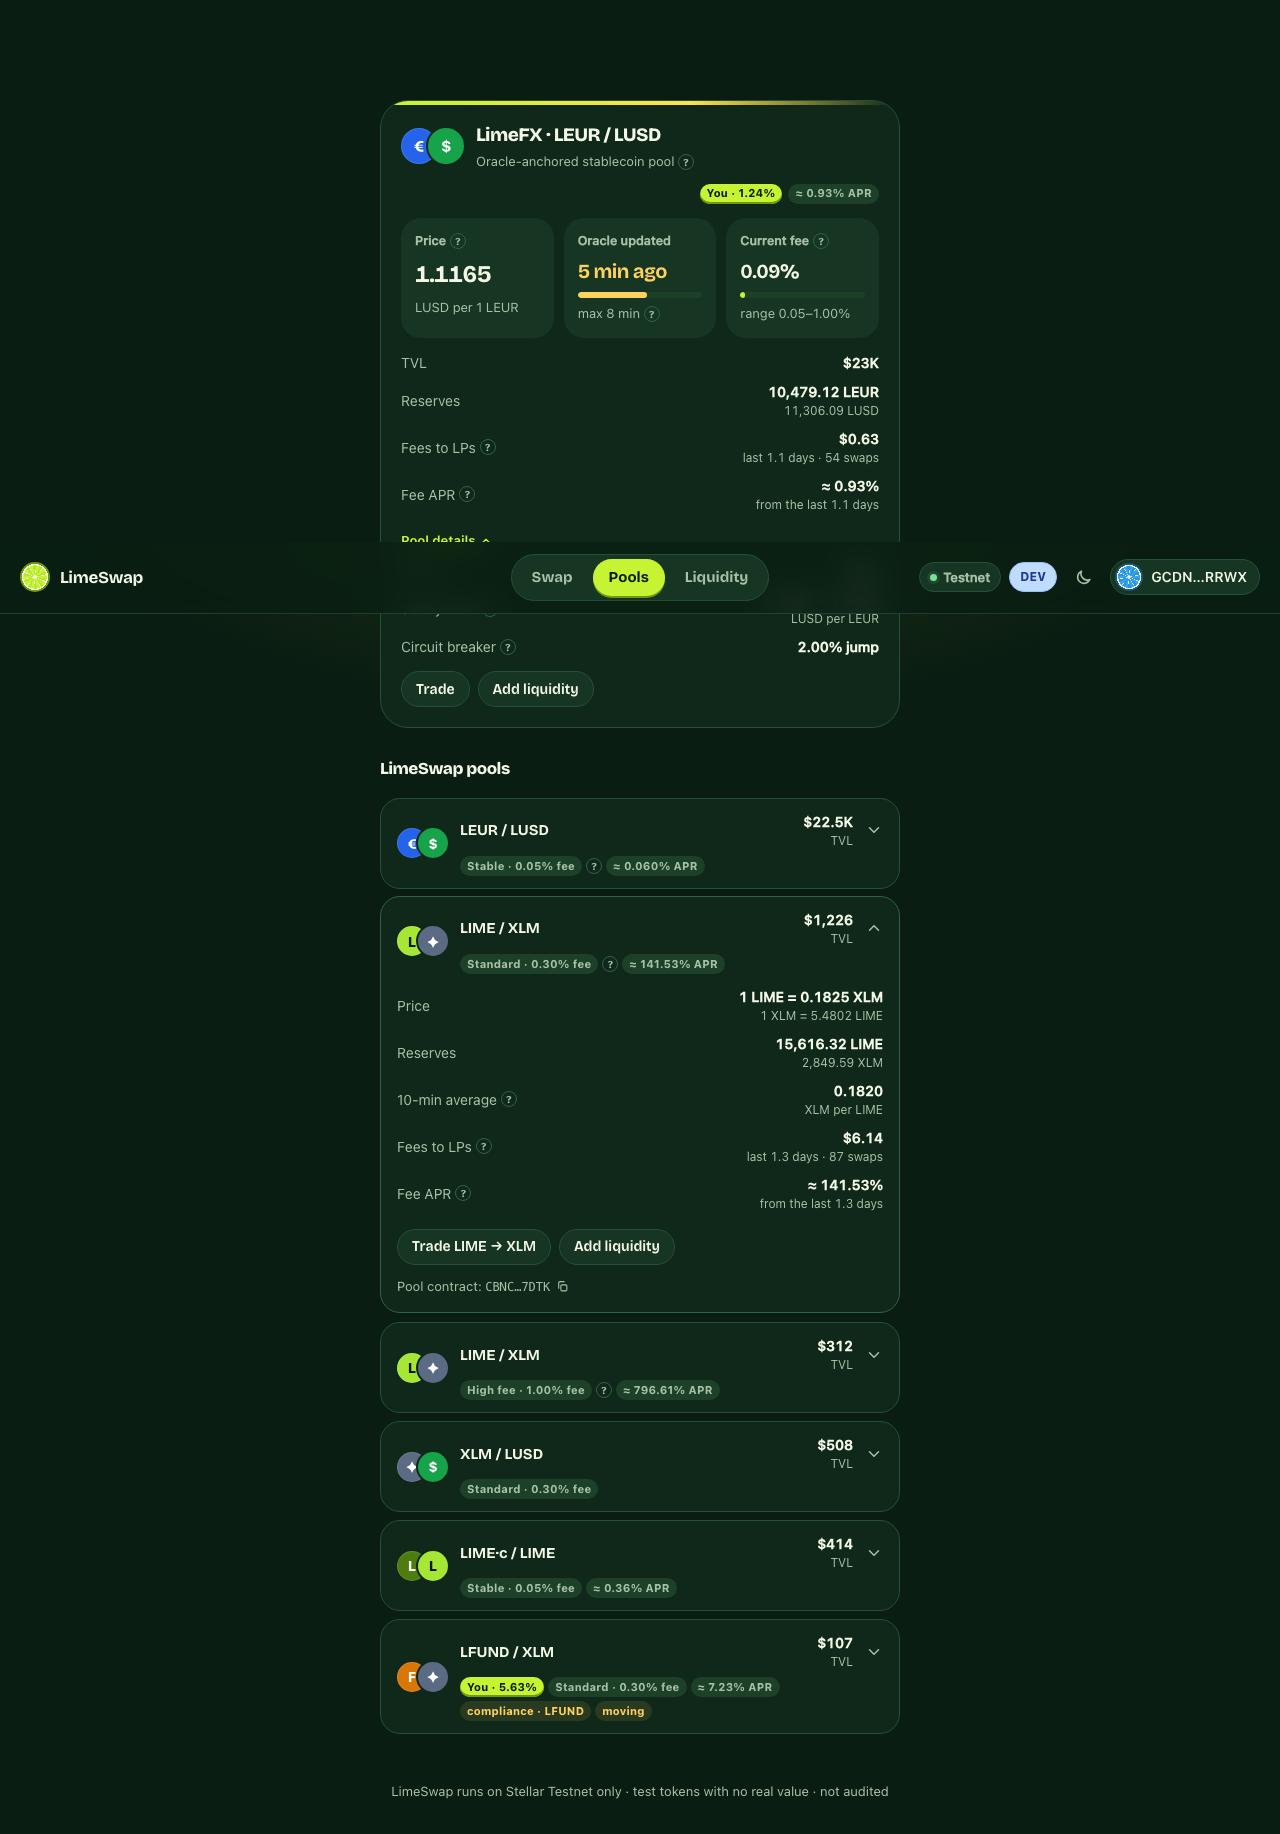 LimeFX · LEUR / LUSD
Oracle-anchored stablecoin pool ?
You · 1.24% ≈ 0.93% APR
Price ? Oracle updated Current fee ?
1.1165 5 min ago 0.09%
LUSD per 1 LEUR max 8 min ? range 0.05–1.00%
TVL $23K
Reserves 10,479.12 LEUR
11,306.09 LUSD
Fees to LPs ? $0.63
last 1.1 days · 54 swaps
Fee APR ? ≈ 0.93%
from the last 1.1 days
Pool details
LimeSwap Swap Pools Liquidity Testnet DEV GCDN...RRWX
LUSD per LEUR
Circuit breaker ? 2.00% jump
Trade Add liquidity
LimeSwap pools
LEUR / LUSD $22.5K
TVL
Stable · 0.05% fee ? ≈ 0.060% APR
LIME / XLM $1,226
TVL
Standard · 0.30% fee ? ≈ 141.53% APR
Price 1 LIME = 0.1825 XLM
1 XLM = 5.4802 LIME
Reserves 15,616.32 LIME
2,849.59 XLM
10-min average ? 0.1820
XLM per LIME
Fees to LPs ? $6.14
last 1.3 days · 87 swaps
Fee APR ? ≈ 141.53%
from the last 1.3 days
Trade LIME → XLM Add liquidity
Pool contract: CBNC…7DTK
LIME / XLM $312
TVL
High fee · 1.00% fee ? ≈ 796.61% APR
XLM / LUSD $508
TVL
Standard · 0.30% fee
LIME·c / LIME $414
TVL
Stable · 0.05% fee ≈ 0.36% APR
LFUND / XLM $107
TVL
You · 5.63% Standard · 0.30% fee ≈ 7.23% APR
compliance · LFUND moving
LimeSwap runs on Stellar Testnet only · test tokens with no real value · not audited